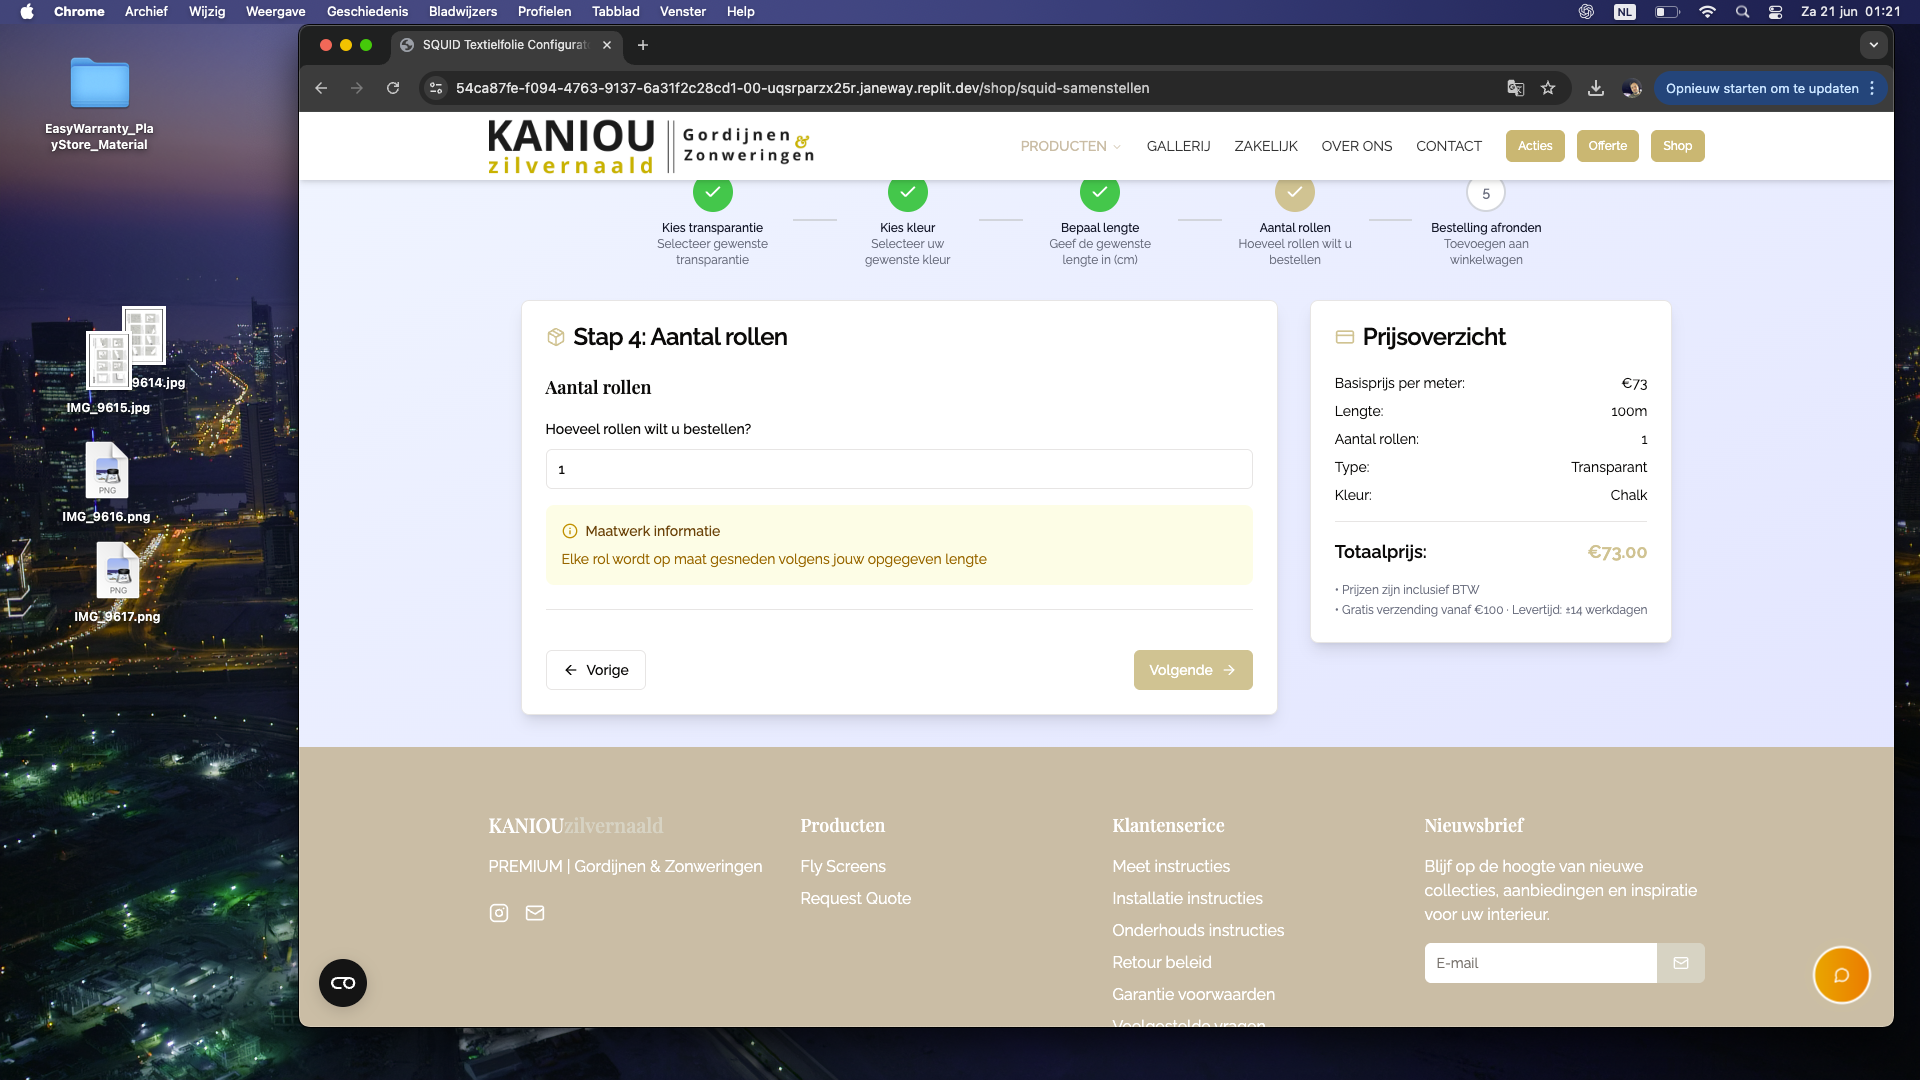 Chrome Archief Wijzig Weergave Geschiedenis Bladwijzers Profielen Tabblad Venster Help
NL Za 21 jun 01:21
SQUID Textielfolie Configurat
54ca87fe-f094-4763-9137-6a31f2c28cd1-00-uqsrparzx25r.janeway.replit.dev/shop/squid-samenstellen
Opnieuw starten om te updaten
EasyWarranty_Pla
yStore_Material
9614.jpg
IMG_9615.jpg
PNG
IMG_9616.png
PNG
IMG_9617.png
KANIOU
zilvernaald
Gordijnen &
Zonweringen
PRODUCTEN GALLERIJ ZAKELIJK OVER ONS CONTACT Acties Offerte Shop
5
Kies transparantie
Selecteer gewenste
transparantie
Kies kleur
Selecteer uw
gewenste kleur
Bepaal lengte
Geef de gewenste
lengte in (cm)
Aantal rollen
Hoeveel rollen wilt u
bestellen
Bestelling afronden
Toevoegen aan
winkelwagen
Stap 4: Aantal rollen
Aantal rollen
Hoeveel rollen wilt u bestellen?
1
Maatwerk informatie
Elke rol wordt op maat gesneden volgens jouw opgegeven lengte
Vorige
Volgende
Prijsoverzicht
Basisprijs per meter: €73
Lengte: 100m
Aantal rollen: 1
Type: Transparant
Kleur: Chalk
Totaalprijs: €73.00
• Prijzen zijn inclusief BTW
• Gratis verzending vanaf €100 · Levertijd: ±14 werkdagen
KANIOUzilvernaald
PREMIUM | Gordijnen & Zonweringen
Producten
Fly Screens
Request Quote
Klantenserice
Meet instructies
Installatie instructies
Onderhouds instructies
Retour beleid
Garantie voorwaarden
Veelgestelde vragen
Nieuwsbrief
Blijf op de hoogte van nieuwe
collecties, aanbiedingen en inspiratie
voor uw interieur.
E-mail